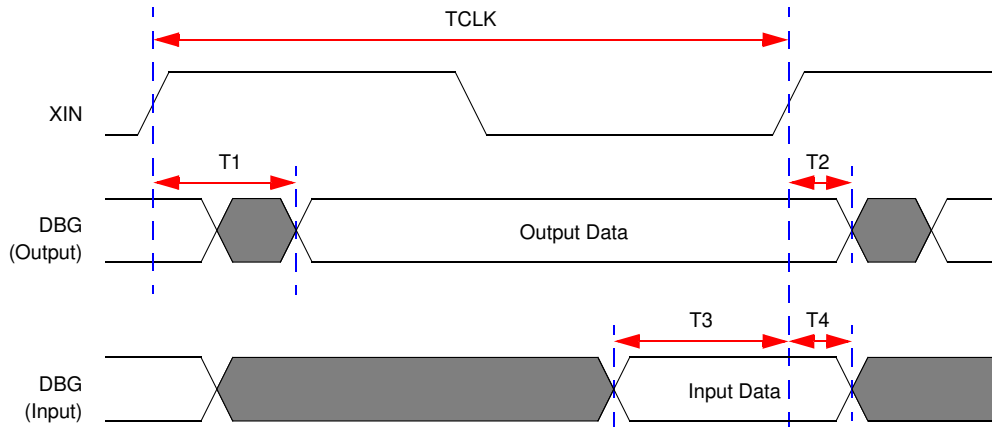 TCLK
XIN
T1
T2
DBG
(Output)
Output Data
T3
T4
DBG
(Input)
Input Data